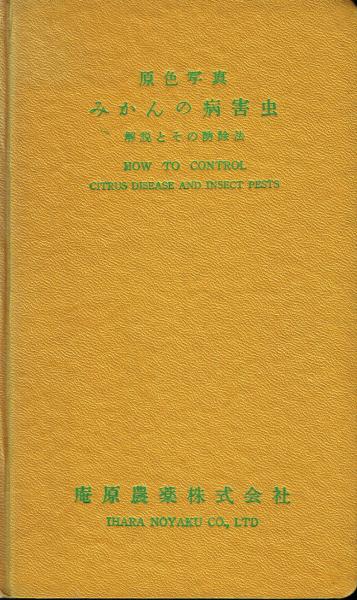 原色写真
みかんの病害虫
解説とその防除法
HOW TO CONTROL
CITRUS DISEASE AND INSECT PESTS
庵原農薬株式会社
IHARA NOYAKU CO., LTD